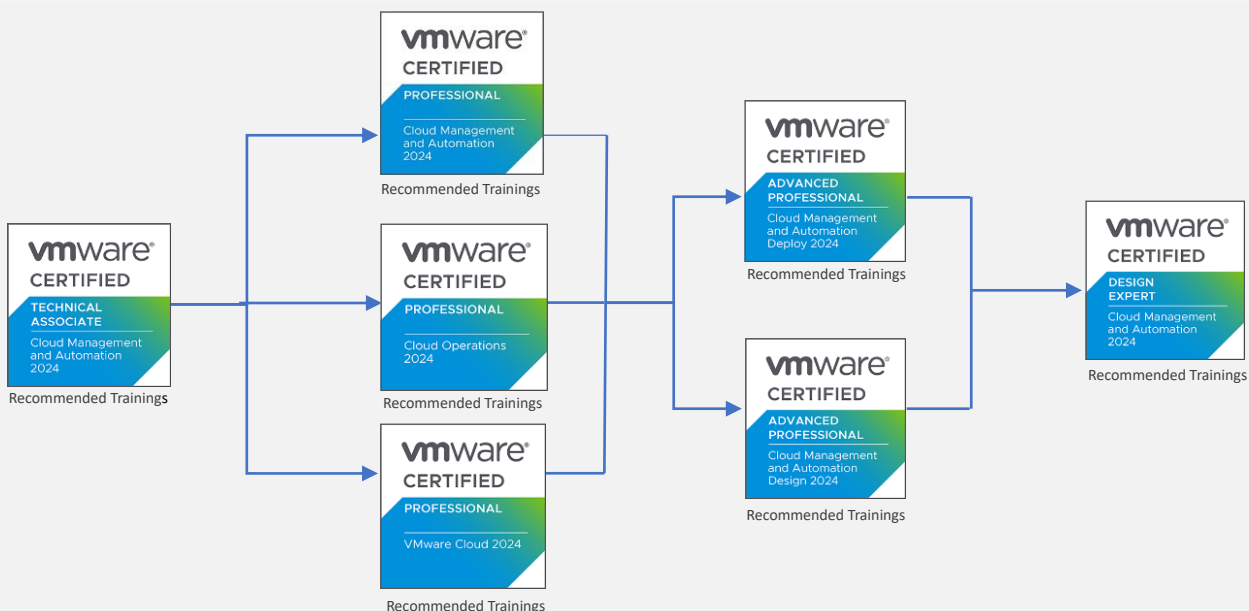 vmware®
CERTIFIED
TECHNICAL
ASSOCIATE
Cloud Management
and Automation
2024
Recommended Trainings
vmware®
CERTIFIED
PROFESSIONAL
Cloud Management
and Automation
2024
Recommended Trainings
vmware®
CERTIFIED
PROFESSIONAL
Cloud Operations
2024
Recommended Trainings
vmware®
CERTIFIED
PROFESSIONAL
VMware Cloud 2024
Recommended Trainings
vmware®
CERTIFIED
ADVANCED
PROFESSIONAL
Cloud Management
and Automation
Deploy 2024
Recommended Trainings
vmware®
CERTIFIED
ADVANCED
PROFESSIONAL
Cloud Management
and Automation
Design 2024
Recommended Trainings
vmware®
CERTIFIED
DESIGN
EXPERT
Cloud Management
and Automation
2024
Recommended Trainings